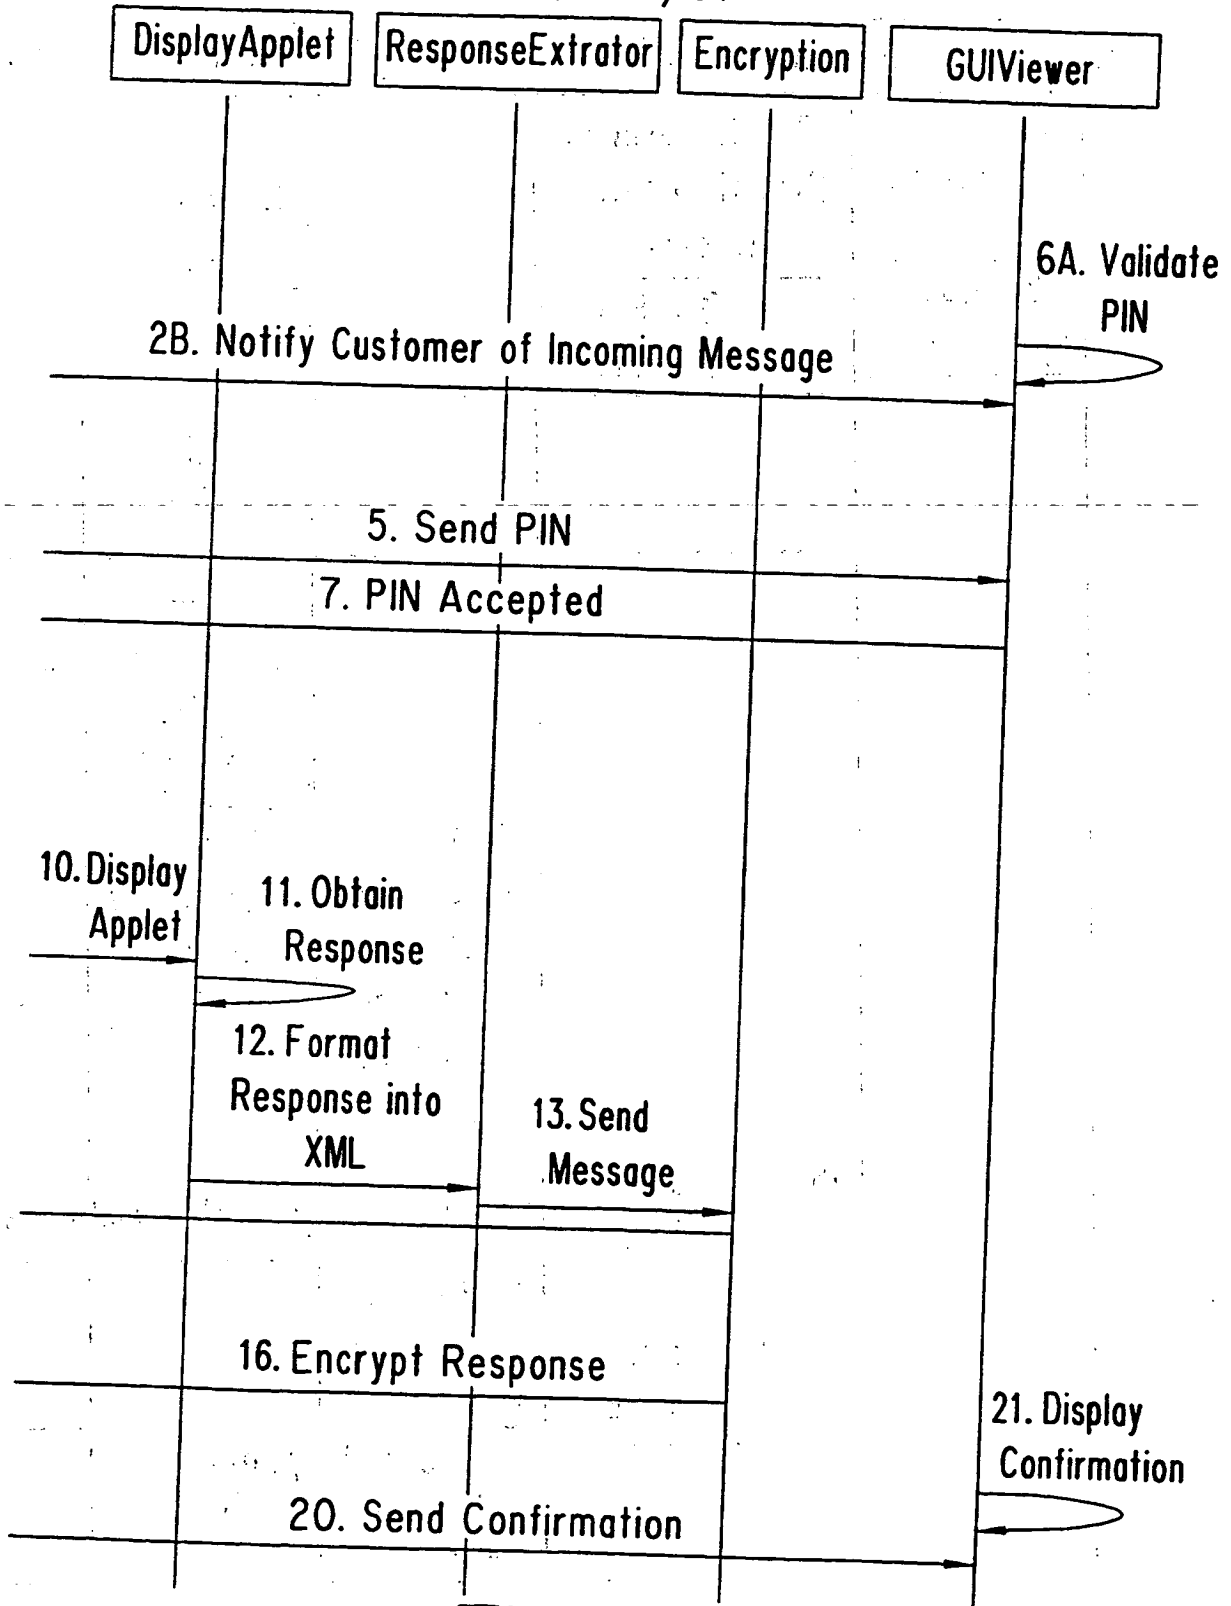 DisplayApplet
ResponseExtrator
Encryption
GUIViewer
6A. Validate
PIN
2B. Notify Customer of Incoming Message
5. Send PIN
7. PIN Accepted
10. Display
Applet
11. Obtain
Response
12. Format
Response into
XML
13. Send
Message
16. Encrypt Response
21. Display
Confirmation
20. Send Confirmation